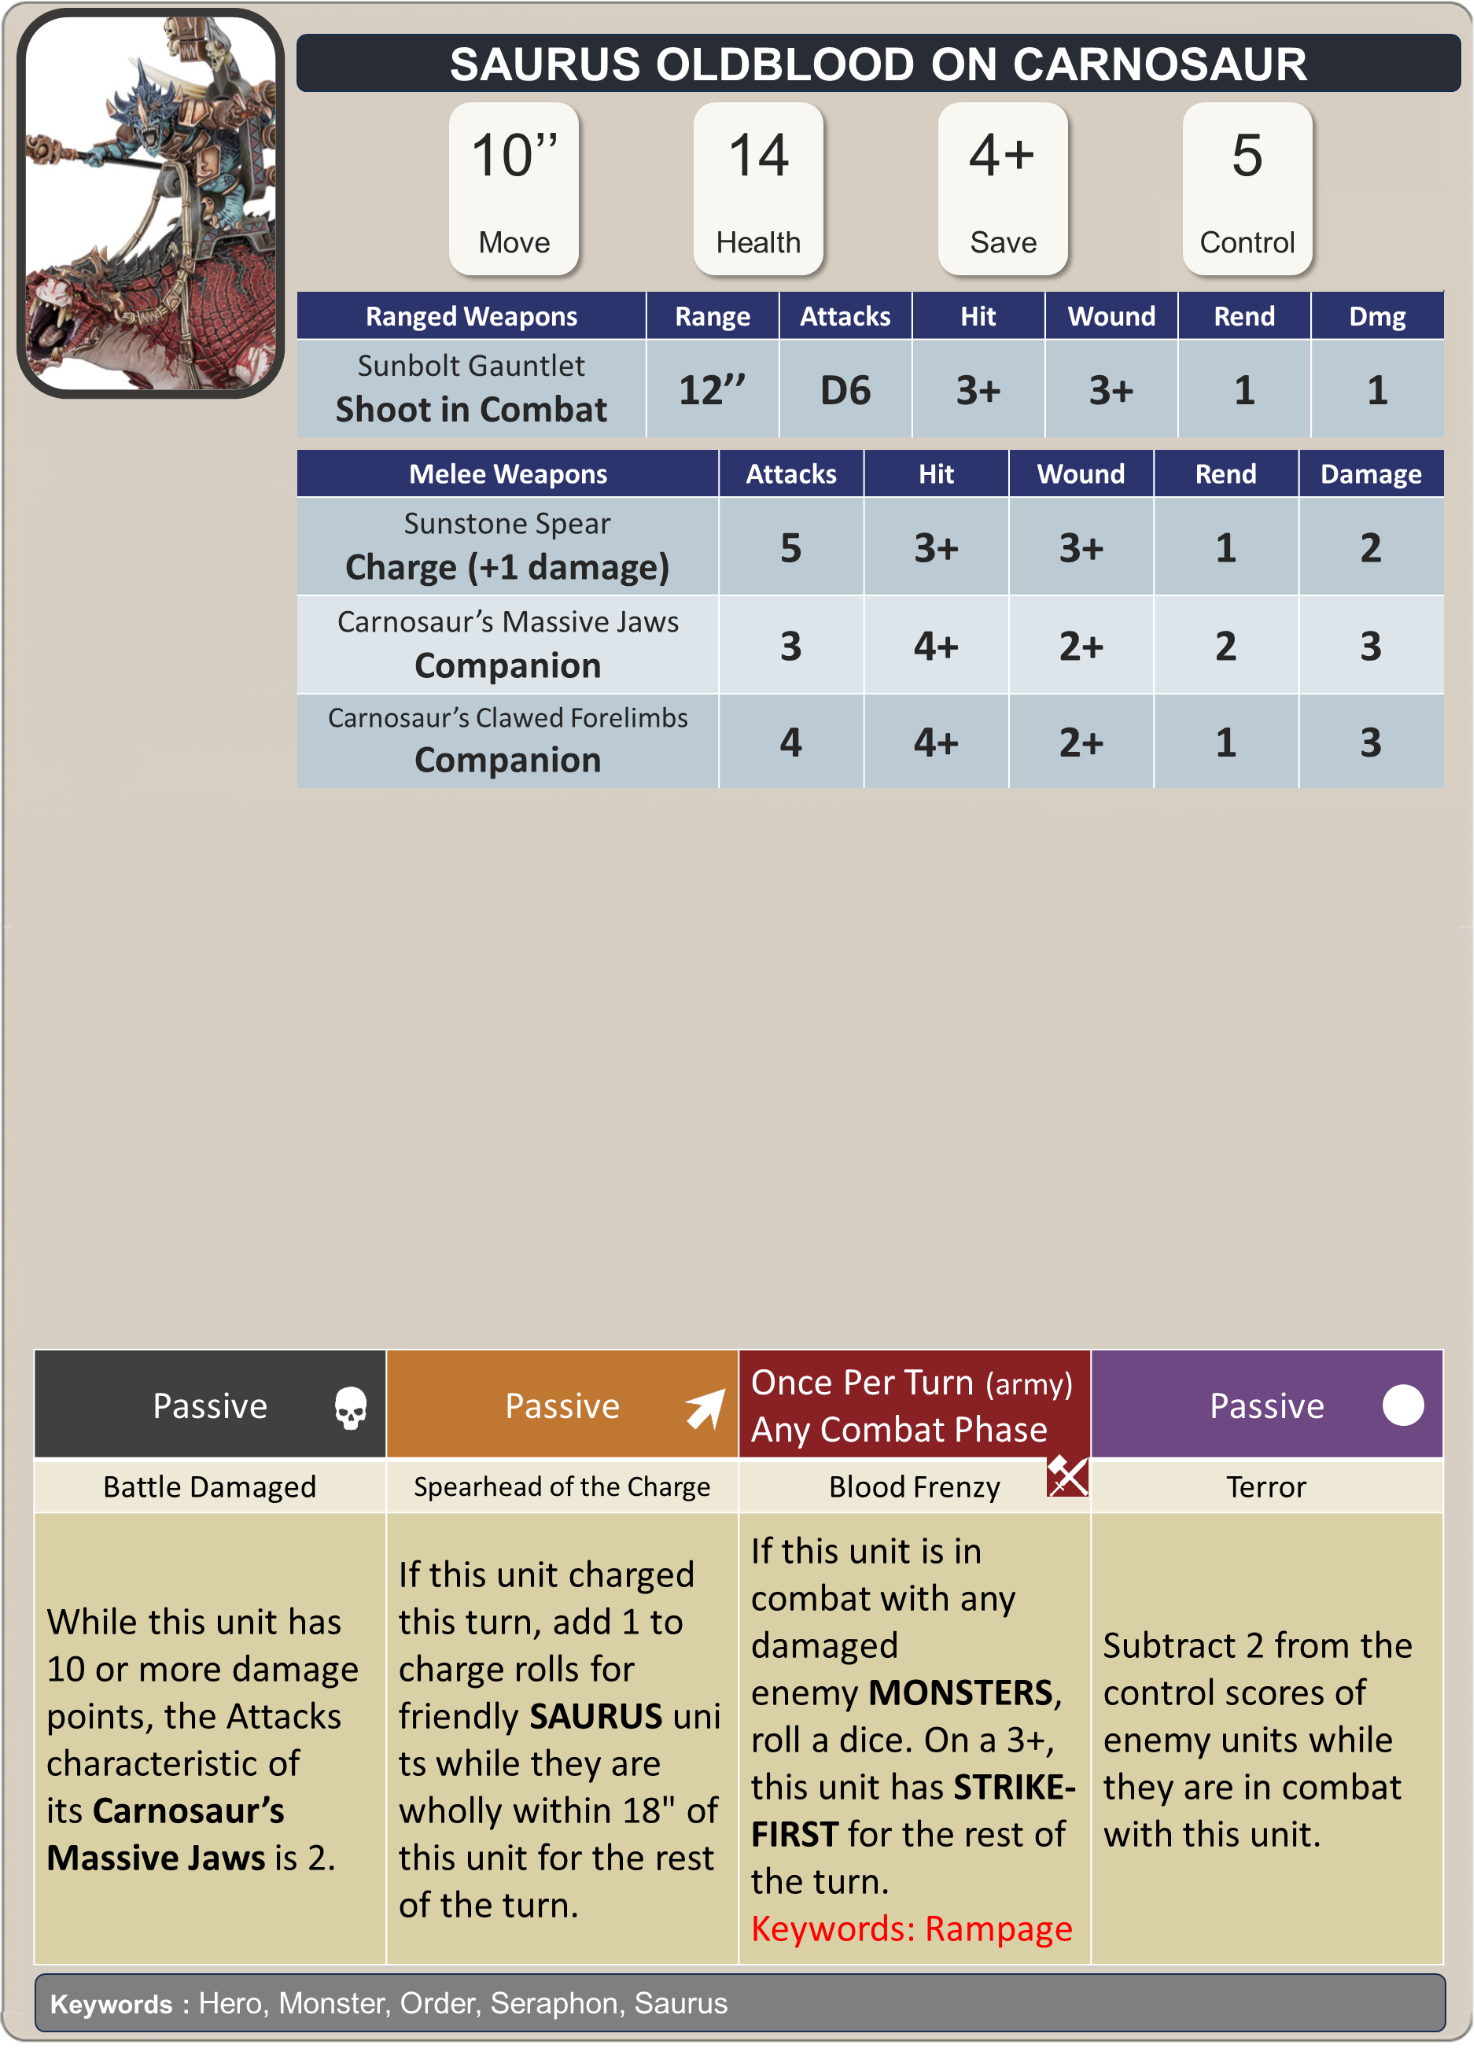 SAURUS OLDBLOOD ON CARNOSAUR
10’’ 14 4+ 5
Move Health Save Control
Ranged Weapons Range Attacks Hit Wound Rend Dmg
Sunbolt Gauntlet
Shoot in Combat 12’’ D6 3+ 3+ 1 1
Melee Weapons Attacks Hit Wound Rend Damage
Sunstone Spear
Charge (+1 damage) 5 3+ 3+ 1 2
Carnosaur’s Massive Jaws
Companion 3 4+ 2+ 2 3
Carnosaur’s Clawed Forelimbs
Companion 4 4+ 2+ 1 3
Passive
Battle Damaged
While this unit has
10 or more damage
points, the Attacks
characteristic of
its Carnosaur’s
Massive Jaws is 2.
Passive
Spearhead of the Charge
If this unit charged
this turn, add 1 to
charge rolls for
friendly SAURUS uni
ts while they are
wholly within 18" of
this unit for the rest
of the turn.
Once Per Turn (army)
Any Combat Phase
Blood Frenzy
If this unit is in
combat with any
damaged
enemy MONSTERS,
roll a dice. On a 3+,
this unit has STRIKE-
FIRST for the rest of
the turn.
Keywords: Rampage
Passive
Terror
Subtract 2 from the
control scores of
enemy units while
they are in combat
with this unit.
Keywords : Hero, Monster, Order, Seraphon, Saurus